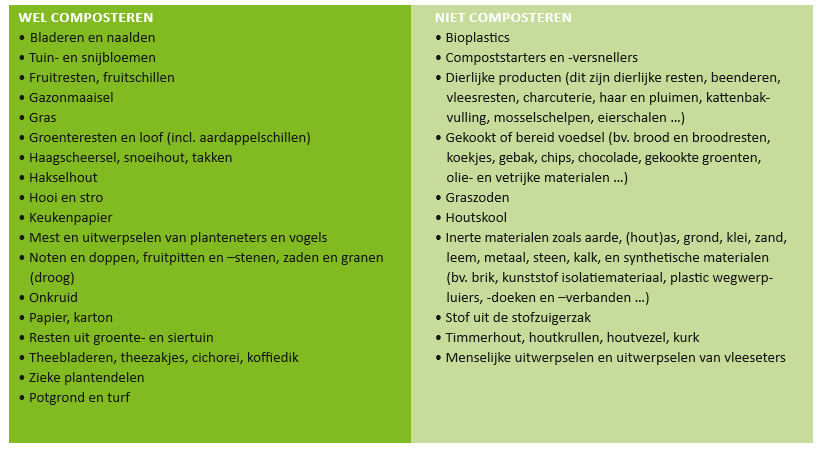 WEL COMPOSTEREN
• Bladeren en naalden
• Tuin- en snijbloemen
• Fruitresten, fruitschillen
• Gazonmaaisel
• Gras
• Groenteresten en loof (incl. aardappelschillen)
• Haagscheersel, snoeihout, takken
• Hakselhout
• Hooi en stro
• Keukenpapier
• Mest en uitwerpselen van planteneters en vogels
• Noten en doppen, fruitpitten en –stenen, zaden en granen
(droog)
• Onkruid
• Papier, karton
• Resten uit groente- en siertuin
• Theebladeren, theezakjes, cichorei, koffiedik
• Zieke plantendelen
• Potgrond en turf
NIET COMPOSTEREN
• Bioplastics
• Compoststarters en -versnellers
• Dierlijke producten (dit zijn dierlijke resten, beenderen,
vleesresten, charcuterie, haar en pluimen, kattenbak-
vulling, mosselschelpen, eierschalen ...)
• Gekookt of bereid voedsel (bv. brood en broodresten,
koekjes, gebak, chips, chocolade, gekookte groenten,
olie- en vetrijke materialen ...)
• Graszoden
• Houtskool
• Inerte materialen zoals aarde, (hout)as, grond, klei, zand,
leem, metaal, steen, kalk, en synthetische materialen
(bv. brik, kunststof isolatiemateriaal, plastic wegwerp-
luiers, -doeken en –verbanden ...)
• Stof uit de stofzuigerzak
• Timmerhout, houtkrullen, houtvezel, kurk
• Menselijke uitwerpselen en uitwerpselen van vleeseters